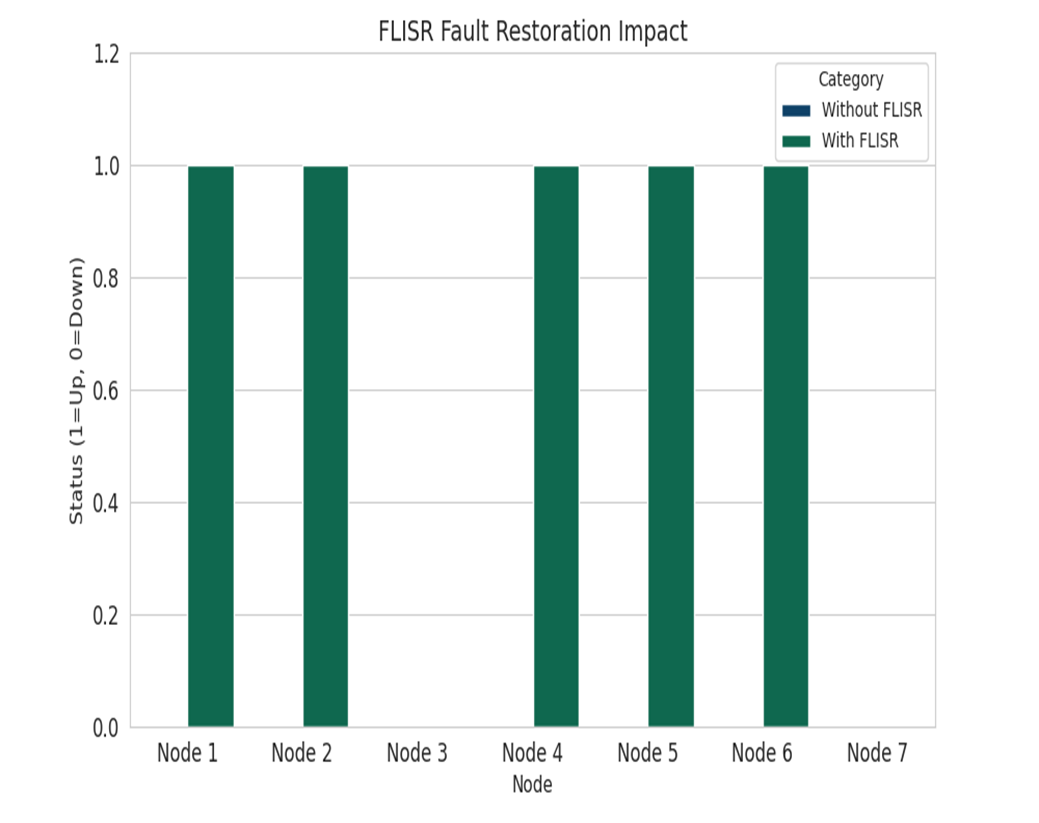 FLISR Fault Restoration Impact
Category
Without FLISR
With FLISR
Status (1=Up, 0=Down)
1.2
1.0
0.8
0.6
0.4
0.2
0.0
Node 1 Node 2 Node 3 Node 4 Node 5 Node 6 Node 7
Node